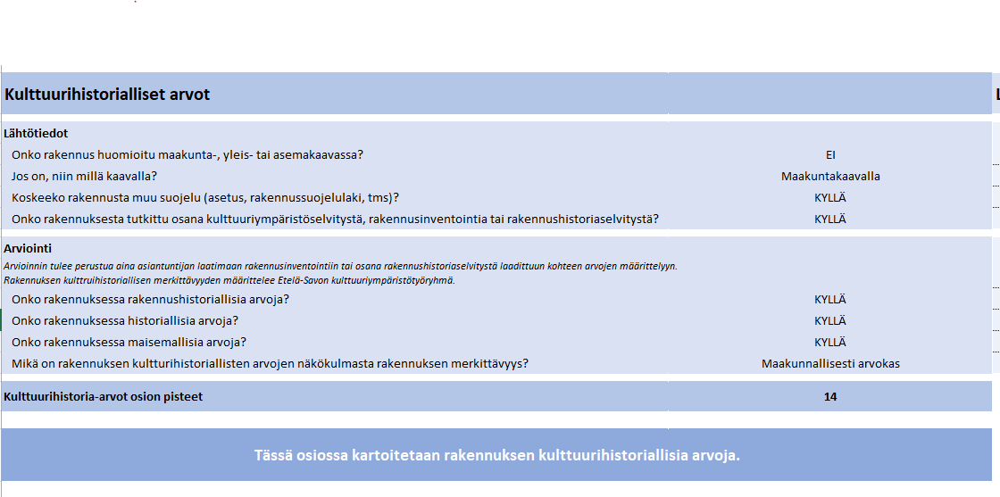 Kulttuurihistorialliset arvot
Lähtötiedot
Onko rakennus huomioitu maakunta-, yleis- tai asemakaavassa? EI
Jos on, niin millä kaavalla? Maakuntakaavalla
Koskeeko rakennusta muu suojelu (asetus, rakennussuojelulaki, tms)? KYLLÄ
Onko rakennuksesta tutkittu osana kulttuuriympäristöselvitystä, rakennusinventointia tai rakennushistoriaselvitystä? KYLLÄ
Arviointi
Arvioinnin tulee perustua aina asiantuntijan laatimaan rakennusinventointiin tai osana rakennushistoriaselvitystä laadittuun kohteen arvojen määrittelyyn.
Rakennuksen kulttruihistoriallisen merkittävyyden määrittelee Etelä-Savon kulttuuriympäristötyöryhmä.
Onko rakennuksessa rakennushistoriallisia arvoja? KYLLÄ
Onko rakennuksessa historiallisia arvoja? KYLLÄ
Onko rakennuksessa maisemallisia arvoja? KYLLÄ
Mikä on rakennuksen kultturihistoriallisten arvojen näkökulmasta rakennuksen merkittävyys? Maakunnallisesti arvokas
Kulttuurihistoria-arvot osion pisteet 14
Tässä osiossa kartoitetaan rakennuksen kulttuurihistoriallisia arvoja.